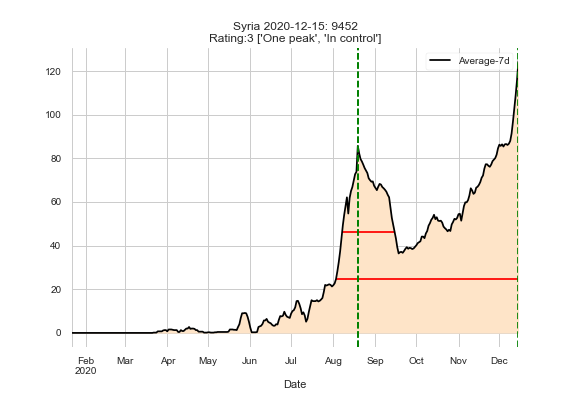 Syria 2020-12-15: 9452
Rating:3 ['One peak', 'In control']
Average-7d
120
100
80
60
40
20
0
Feb Mar Apr May Jun Jul Aug Sep Oct Nov Dec
2020
Date